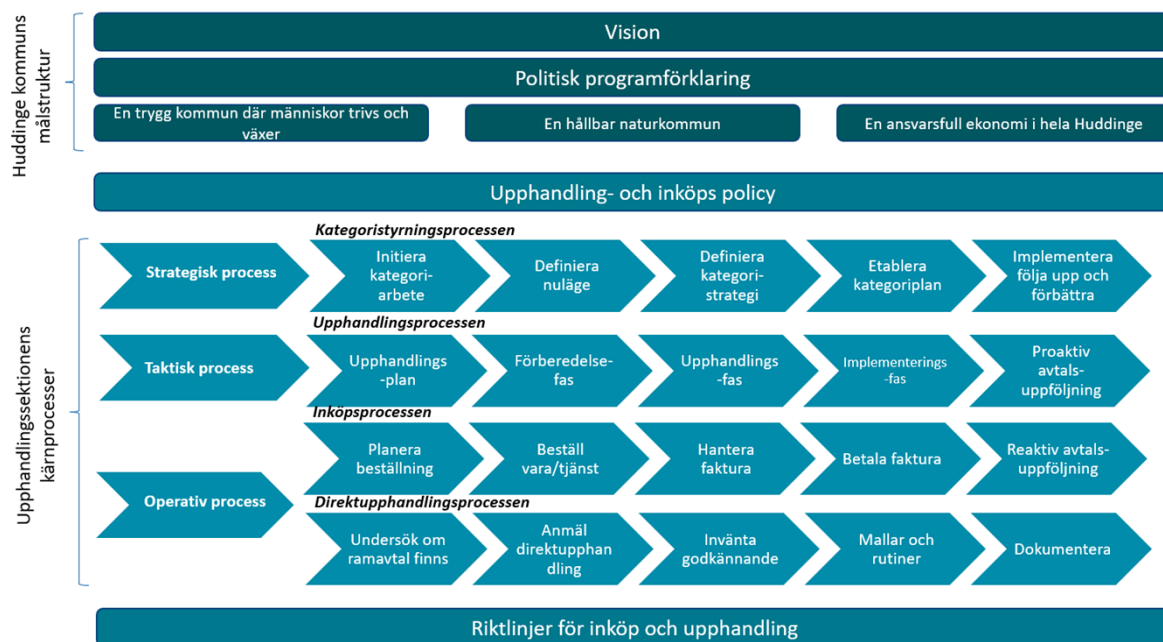 Huddinge kommuns
målstruktur
Vision
Politisk programförklaring
En trygg kommun där människor trivs och
växer
En hållbar naturkommun
En ansvarsfull ekonomi i hela Huddinge
Upphandling- och inköps policy
Upphandlingssektionens
kärnprocesser
Kategoristyrningsprocessen
Strategisk process
Initiera
kategori-
arbete
Definiera
nuläge
Definiera
kategori-
strategi
Etablera
kategoriplan
Implementera
följa upp och
förbättra
Upphandlingsprocessen
Taktisk process
Upphandlings
-plan
Förberedelse-
fas
Upphandlings
-fas
Implementerings
-fas
Proaktiv
avtals-
uppföljning
Inköpsprocessen
Planera
beställning
Beställ
vara/tjänst
Hantera
faktura
Betala faktura
Reaktiv avtals-
uppföljning
Operativ process
Direktupphandlingsprocessen
Undersök om
ramavtal finns
Anmäl
direktupphan
dling
Invänta
godkännande
Mallar och
rutiner
Dokumentera
Riktlinjer för inköp och upphandling